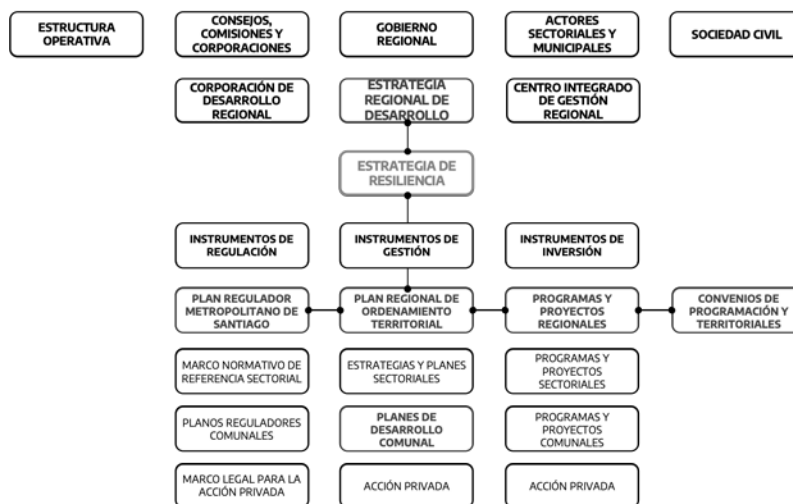 ESTRUCTURA
OPERATIVA
CONSEJOS,
COMISIONES Y
CORPORACIONES
GOBIERNO
REGIONAL
ACTORES
SECTORIALES Y
MUNICIPALES
SOCIEDAD CIVIL
CORPORACIÓN DE
DESARROLLO
REGIONAL
ESTRATEGIA
REGIONAL DE
DESARROLLO
CENTRO INTEGRADO
DE GESTIÓN
REGIONAL
ESTRATEGIA DE
RESILIENCIA
INSTRUMENTOS DE
REGULACIÓN
INSTRUMENTOS DE
GESTIÓN
INSTRUMENTOS DE
INVERSIÓN
PLAN REGULADOR
METROPOLITANO DE
SANTIAGO
PLAN REGIONAL DE
ORDENAMIENTO
TERRITORIAL
PROGRAMAS Y
PROYECTOS
REGIONALES
CONVENIOS DE
PROGRAMACIÓN Y
TERRITORIALES
MARCO NORMATIVO DE
REFERENCIA SECTORIAL
ESTRATEGIAS Y PLANES
SECTORIALES
PROGRAMAS Y
PROYECTOS
SECTORIALES
PLANOS REGULADORES
COMUNALES
PLANES DE
DESARROLLO
COMUNAL
PROGRAMAS Y
PROYECTOS
COMUNALES
MARCO LEGAL PARA LA
ACCIÓN PRIVADA
ACCIÓN PRIVADA
ACCIÓN PRIVADA